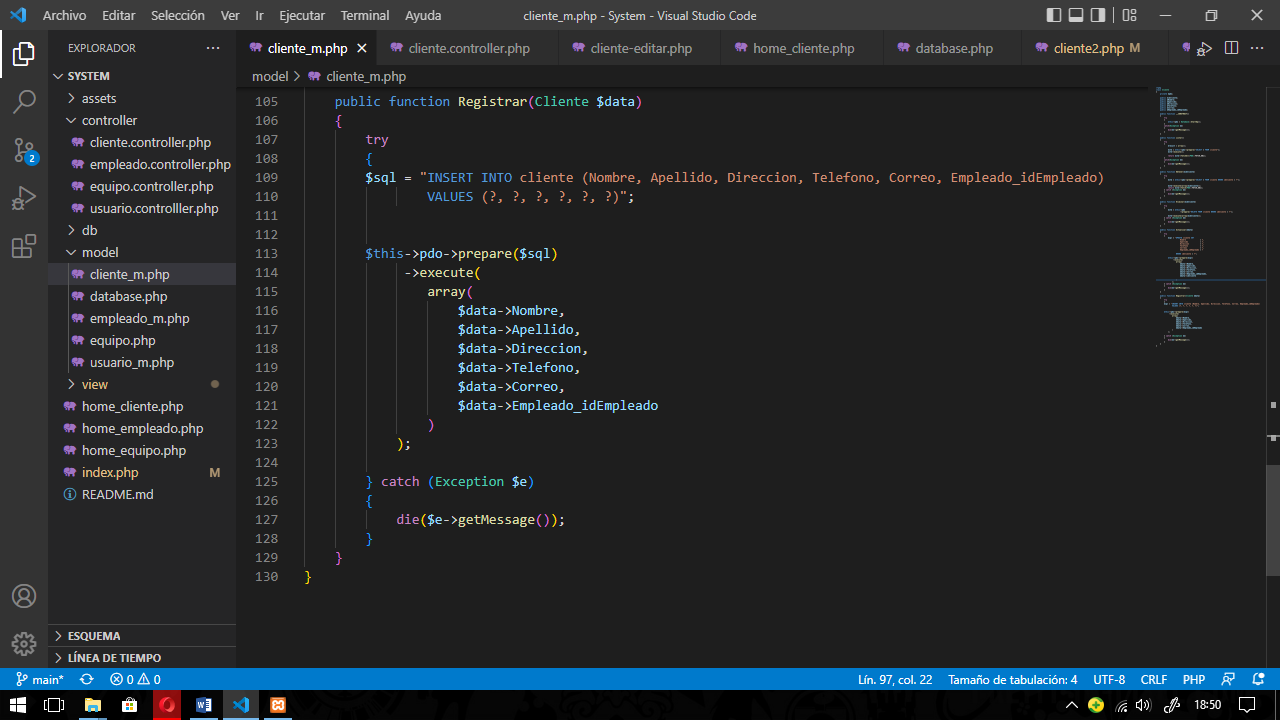 Archivo Editar Selección Ver Ir Ejecutar Terminal Ayuda cliente_m.php - System - Visual Studio Code
EXPLORADOR
SYSTEM
assets
controller
cliente.controller.php
empleado.controller.php
equipo.controller.php
usuario.controlller.php
db
model
cliente_m.php
database.php
empleado_m.php
equipo.php
usuario_m.php
view
home_cliente.php
home_empleado.php
home_equipo.php
index.php M
README.md
ESQUEMA
LÍNEA DE TIEMPO
2
cliente_m.php cliente.controller.php cliente-editar.php home_cliente.php database.php cliente2.php M
model > cliente_m.php
105 public function Registrar(Cliente $data)
106 {
107 try
108 {
109 $sql = "INSERT INTO cliente (Nombre, Apellido, Direccion, Telefono, Correo, Empleado_idEmpleado)
110 VALUES (?, ?, ?, ?, ?, ?)";
111
112
113 $this->pdo->prepare($sql)
114 ->execute(
115 array(
116 $data->Nombre,
117 $data->Apellido,
118 $data->Direccion,
119 $data->Telefono,
120 $data->Correo,
121 $data->Empleado_idEmpleado
122 )
123 );
124
125 } catch (Exception $e)
126 {
127 die($e->getMessage());
128 }
129 }
130 }
main* 0 0 Lín. 97, col. 22 Tamaño de tabulación: 4 UTF-8 CRLF PHP
18:50